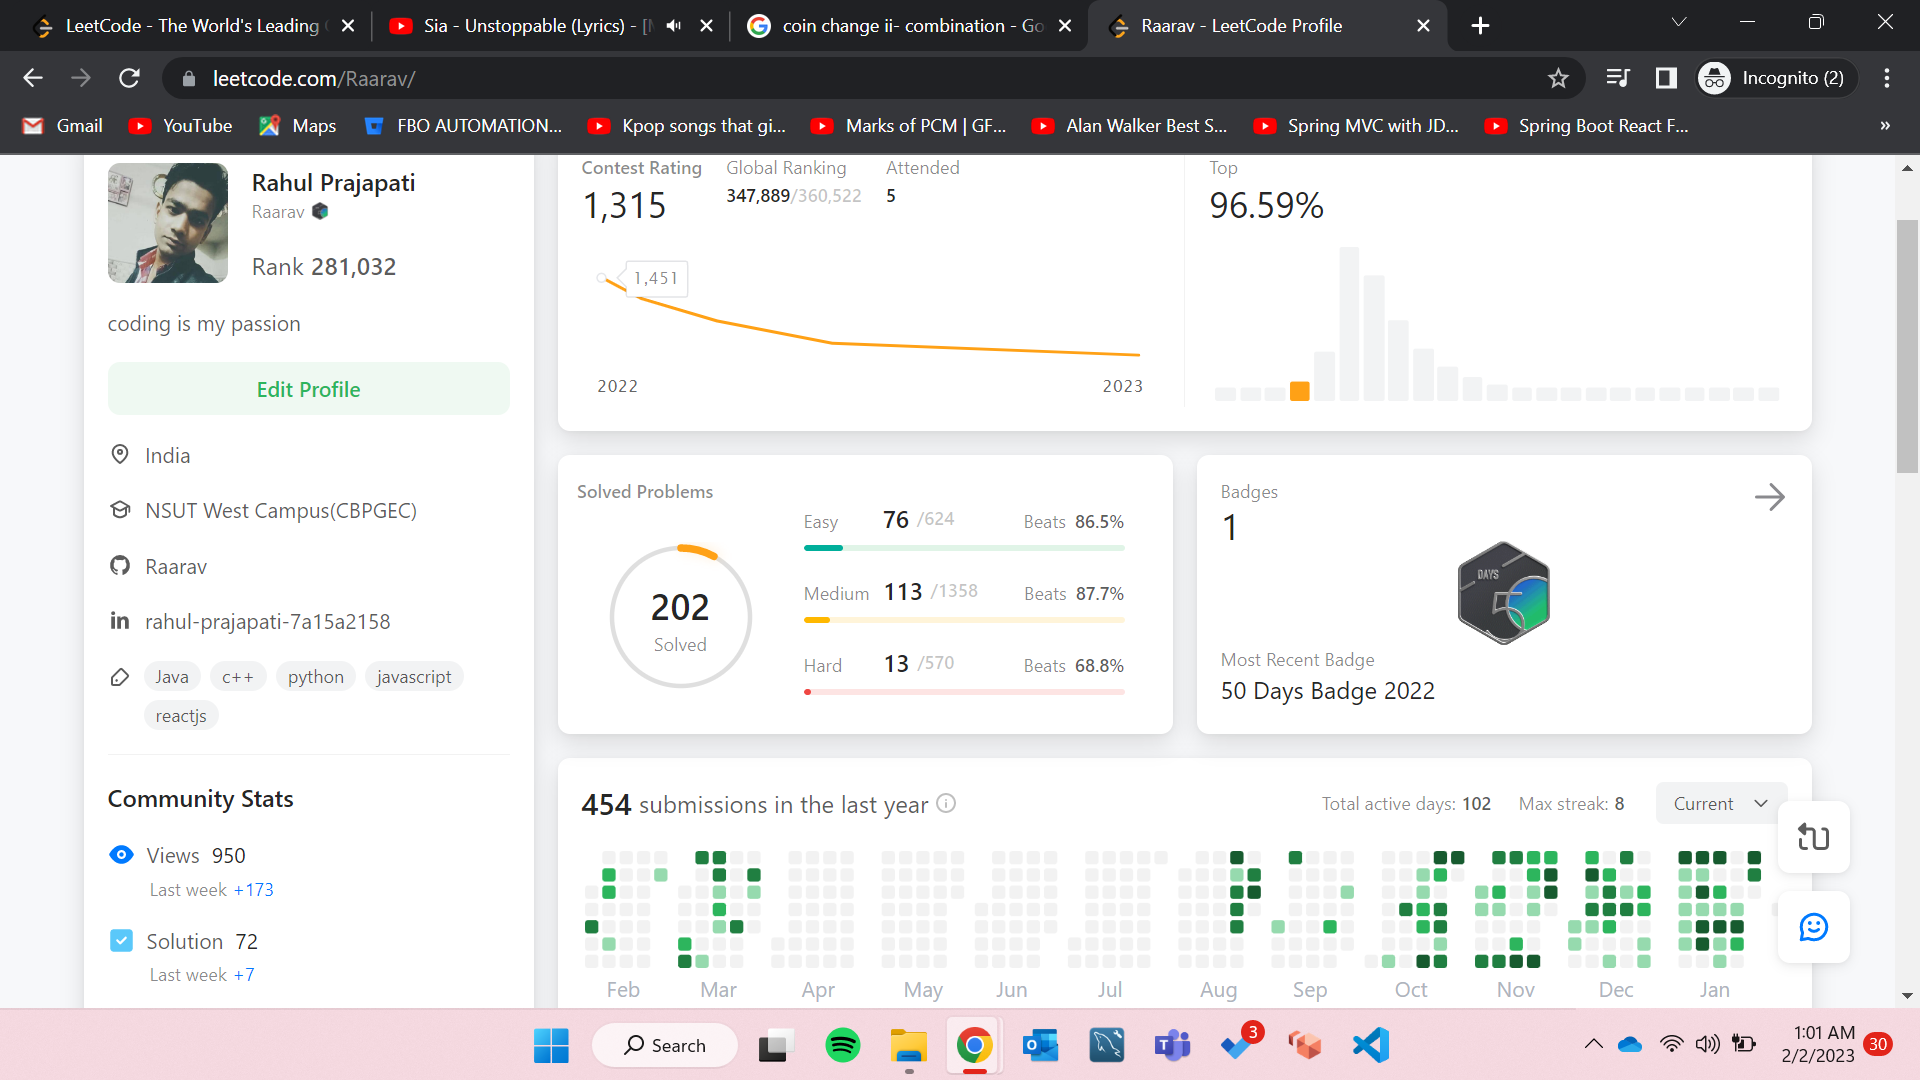 LeetCode - The World's Leading
Sia - Unstoppable (Lyrics) - [
coin change ii- combination - Go
Raarav - LeetCode Profile
leetcode.com/Raarav/
Incognito (2)
Gmail
YouTube
Maps
FBO AUTOMATION...
Kpop songs that gi...
Marks of PCM | GF...
Alan Walker Best S...
Spring MVC with JD...
Spring Boot React F...
»
Rahul Prajapati
Raarav
Rank 281,032
coding is my passion
Edit Profile
India
NSUT West Campus(CBPGEC)
Raarav
in rahul-prajapati-7a15a2158
Java c++ python javascript
reactjs
Community Stats
Views 950
Last week +173
Solution 72
Last week +7
Contest Rating
1,315
Global Ranking
347,889/360,522
Attended
5
1,451
2022
2023
Top
96.59%
Solved Problems
202
Solved
Easy 76 /624 Beats 86.5%
Medium 113 /1358 Beats 87.7%
Hard 13 /570 Beats 68.8%
Badges
1
DAYS
50
Most Recent Badge
50 Days Badge 2022
454 submissions in the last year
Total active days: 102 Max streak: 8
Current
Feb Mar Apr May Jun Jul Aug Sep Oct Nov Dec Jan
Search
3
1:01 AM
2/2/2023
30